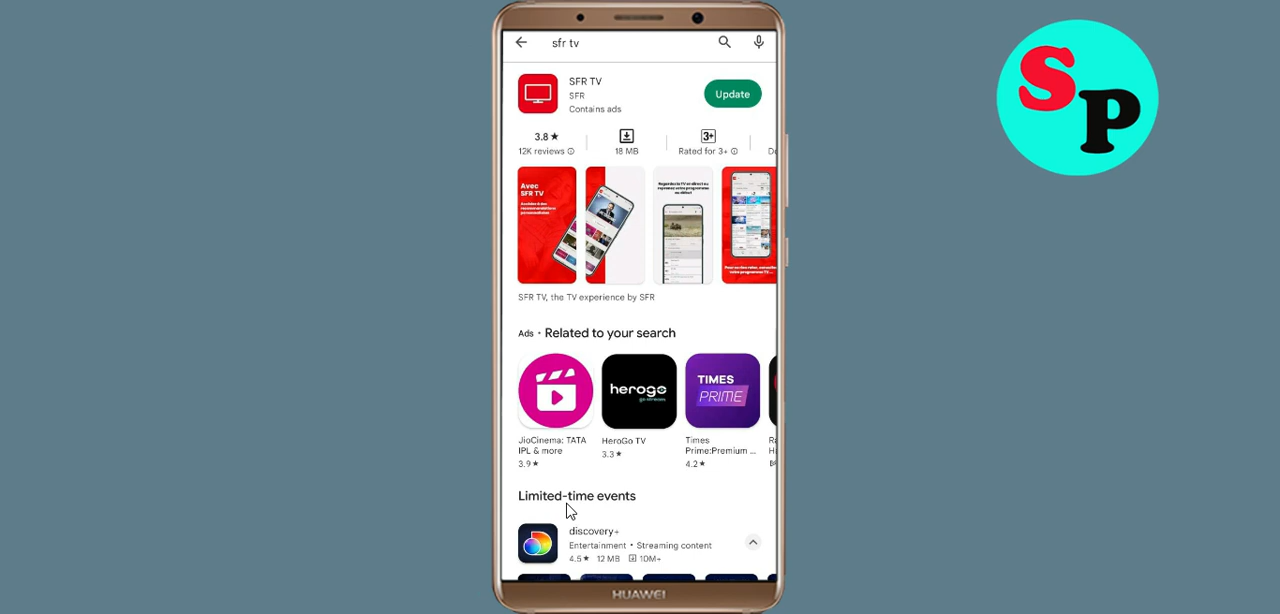 sfr tv
SFR TV
SFR
Contains ads
Update
3.8 ★
12K reviews
18 MB
3+
Rated for 3+
Avec
SFR TV
SFR TV, the TV experience by SFR
Ads • Related to your search
herogo
go stream
TIMES
PRIME
JioCinema: TATA
IPL & more
3.9 ★
HeroGo TV
3.3 ★
Times
Prime:Premium ...
4.2 ★
Limited-time events
discovery+
Entertainment • Streaming content
4.5 ★ 12 MB 10M+
HUAWEI
SP